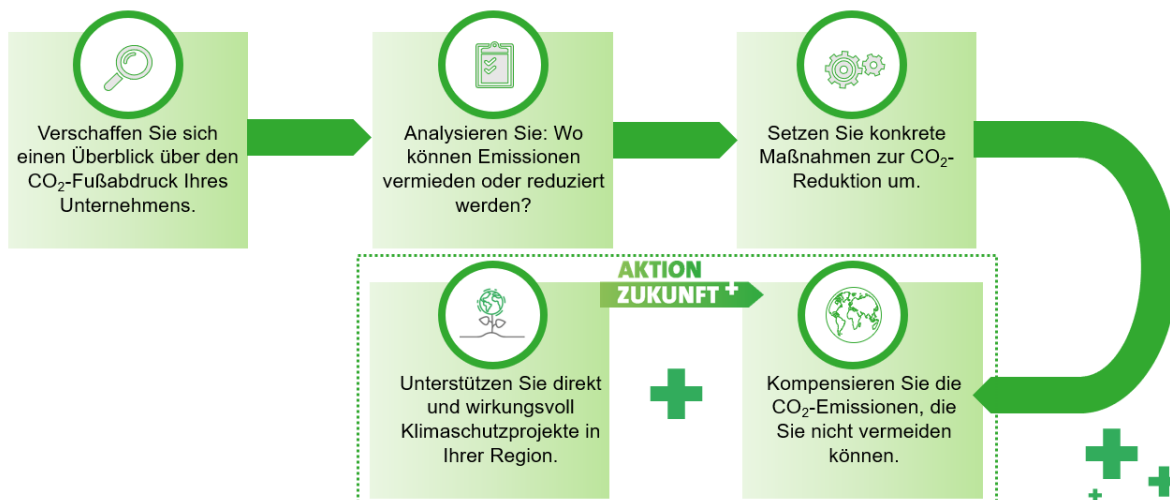 Verschaffen Sie sich
einen Überblick über den
CO₂-Fußabdruck Ihres
Unternehmens.
Analysieren Sie: Wo
können Emissionen
vermieden oder reduziert
werden?
Setzen Sie konkrete
Maßnahmen zur CO₂-
Reduktion um.
AKTION
ZUKUNFT+
Unterstützen Sie direkt
und wirkungsvoll
Klimaschutzprojekte in
Ihrer Region.
Kompensieren Sie die
CO₂-Emissionen, die
Sie nicht vermeiden
können.